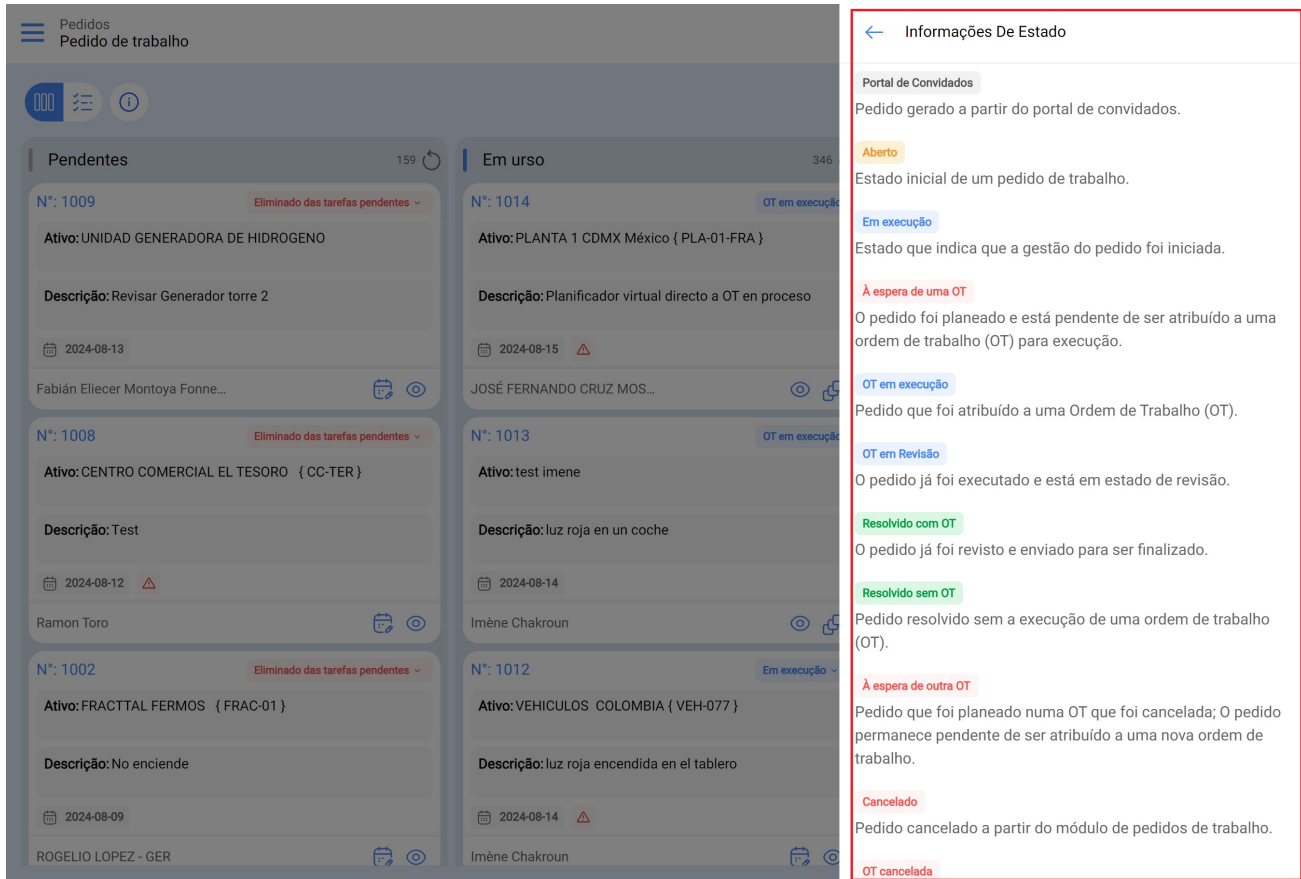 Pedidos
Pedido de trabalho
Pendentes
159
N°: 1009
Eliminado das tarefas pendentes
Ativo: UNIDAD GENERADORA DE HIDROGENO
Descrição: Revisar Generador torre 2
2024-08-13
Fabián Eliecer Montoya Fonne...
N°: 1008
Eliminado das tarefas pendentes
Ativo: CENTRO COMERCIAL EL TESORO { CC-TER }
Descrição: Test
2024-08-12
Ramon Toro
N°: 1002
Eliminado das tarefas pendentes
Ativo: FRACTTAL FERMOS { FRAC-01 }
Descrição: No enciende
2024-08-09
ROGELIO LOPEZ - GER
Em urso
346
N°: 1014
OT em execução
Ativo: PLANTA 1 CDMX México { PLA-01-FRA }
Descrição: Planificador virtual directo a OT en proceso
2024-08-15
JOSÉ FERNANDO CRUZ MOS...
N°: 1013
OT em execução
Ativo: test imene
Descrição: luz roja en un coche
2024-08-14
Imène Chakroun
N°: 1012
Em execução
Ativo: VEHICULOS COLOMBIA { VEH-077 }
Descrição: luz roja encendida en el tablero
2024-08-14
Imène Chakroun
Informações De Estado
Portal de Convidados
Pedido gerado a partir do portal de convidados.
Aberto
Estado inicial de um pedido de trabalho.
Em execução
Estado que indica que a gestão do pedido foi iniciada.
À espera de uma OT
O pedido foi planeado e está pendente de ser atribuído a uma
ordem de trabalho (OT) para execução.
OT em execução
Pedido que foi atribuído a uma Ordem de Trabalho (OT).
OT em Revisão
O pedido já foi executado e está em estado de revisão.
Resolvido com OT
O pedido já foi revisto e enviado para ser finalizado.
Resolvido sem OT
Pedido resolvido sem a execução de uma ordem de trabalho
(OT).
À espera de outra OT
Pedido que foi planeado numa OT que foi cancelada; O pedido
permanece pendente de ser atribuído a uma nova ordem de
trabalho.
Cancelado
Pedido cancelado a partir do módulo de pedidos de trabalho.
OT cancelada